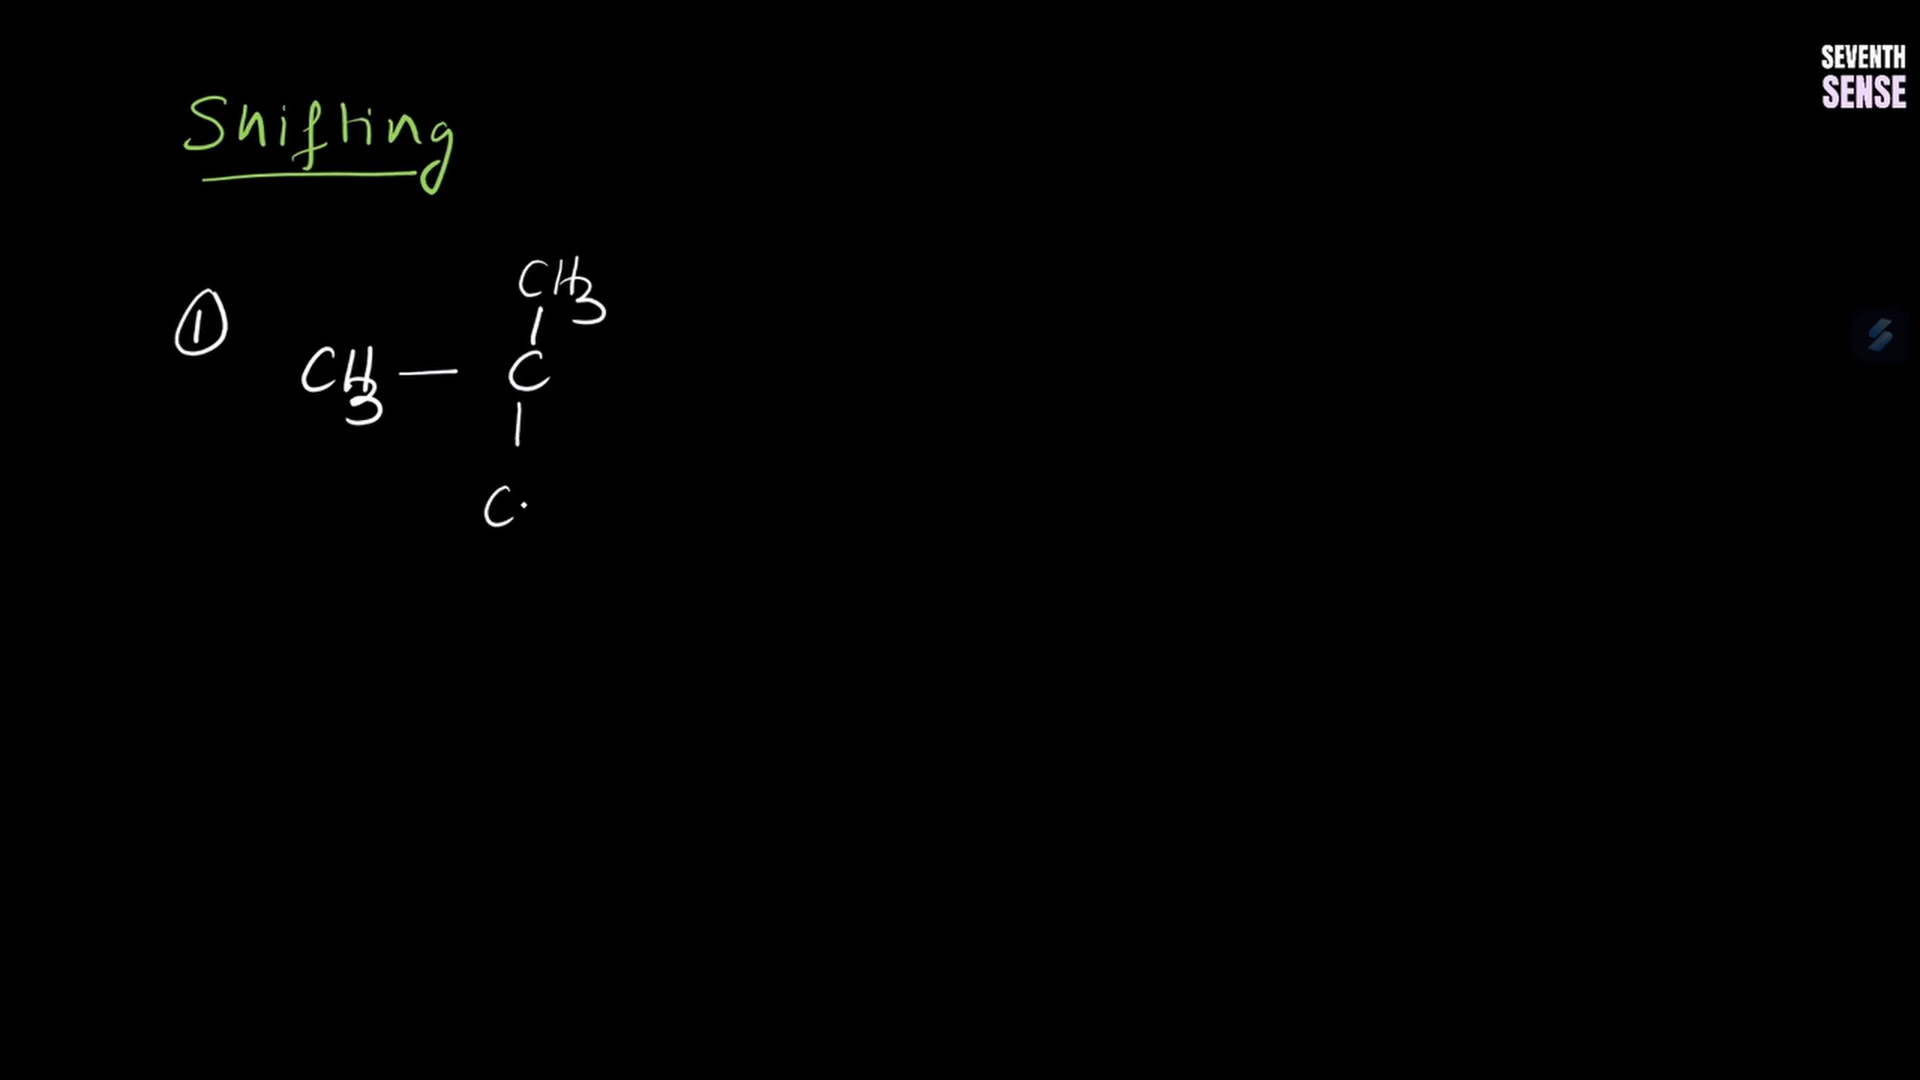 SEVENTH
SENSE
Shifting
CH3
① CH3 — C
C